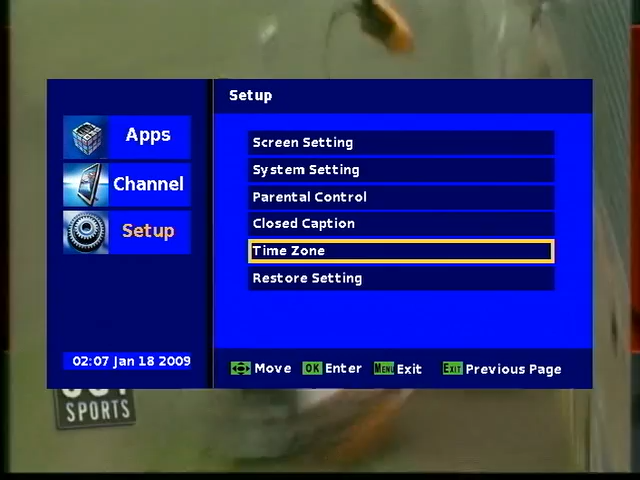 Setup
Apps
Channel
Setup
Screen Setting
System Setting
Parental Control
Closed Caption
Time Zone
Restore Setting
02:07 Jan 18 2009
Move OK Enter MENU Exit EXIT Previous Page
SPORTS